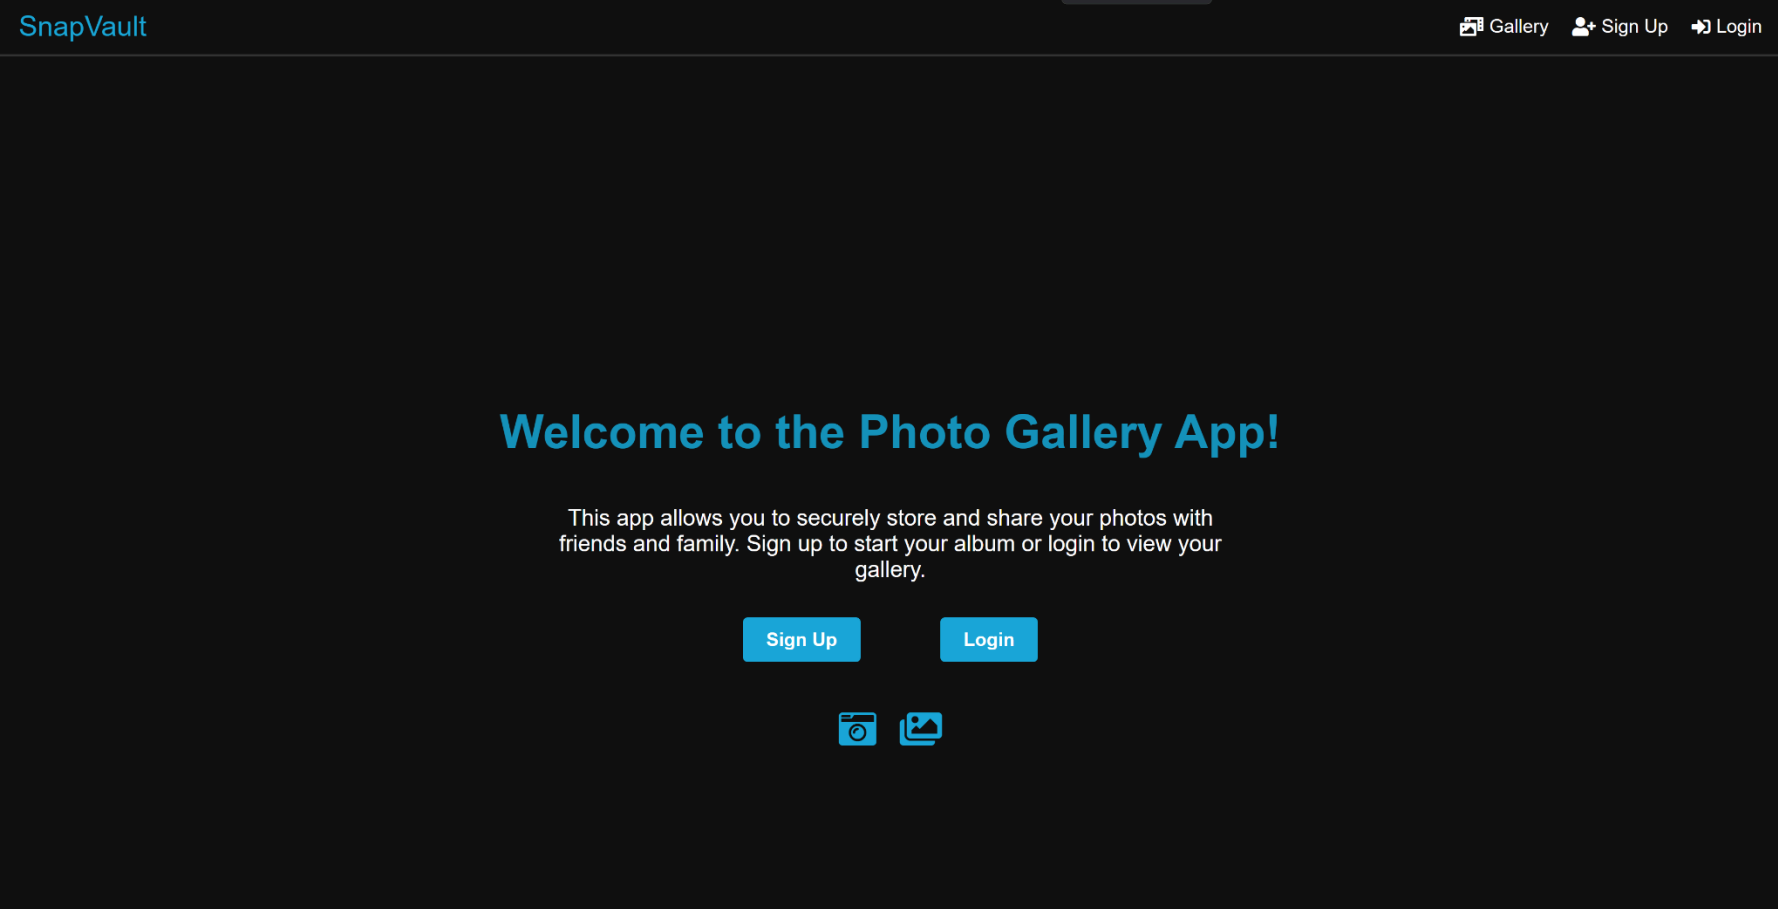 SnapVault
Gallery
Sign Up
Login
Welcome to the Photo Gallery App!
This app allows you to securely store and share your photos with
friends and family. Sign up to start your album or login to view your
gallery.
Sign Up
Login